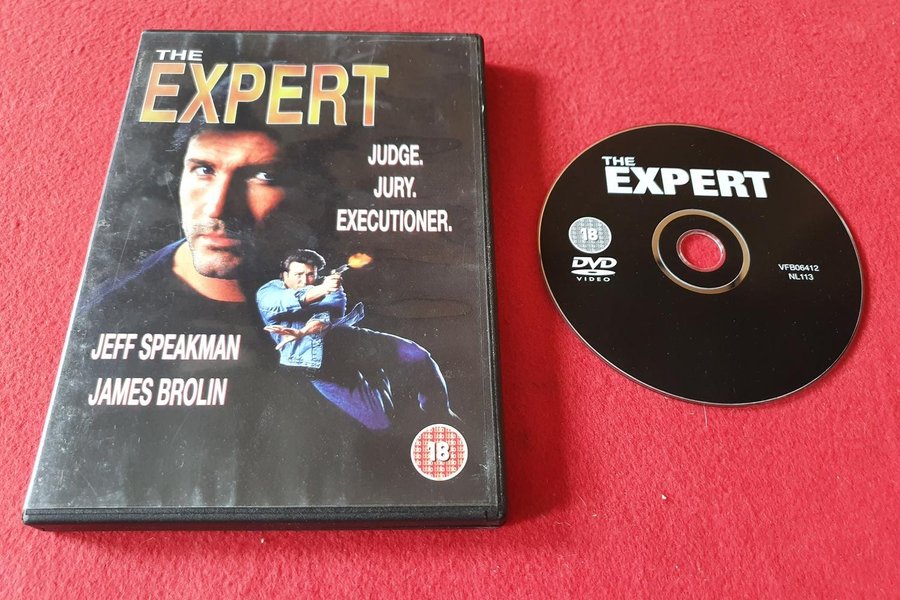 THE
EXPERT
JUDGE.
JURY.
EXECUTIONER.
JEFF SPEAKMAN
JAMES BROLIN
18
THE
EXPERT
18
DVD
VIDEO
VFB06412
NL113